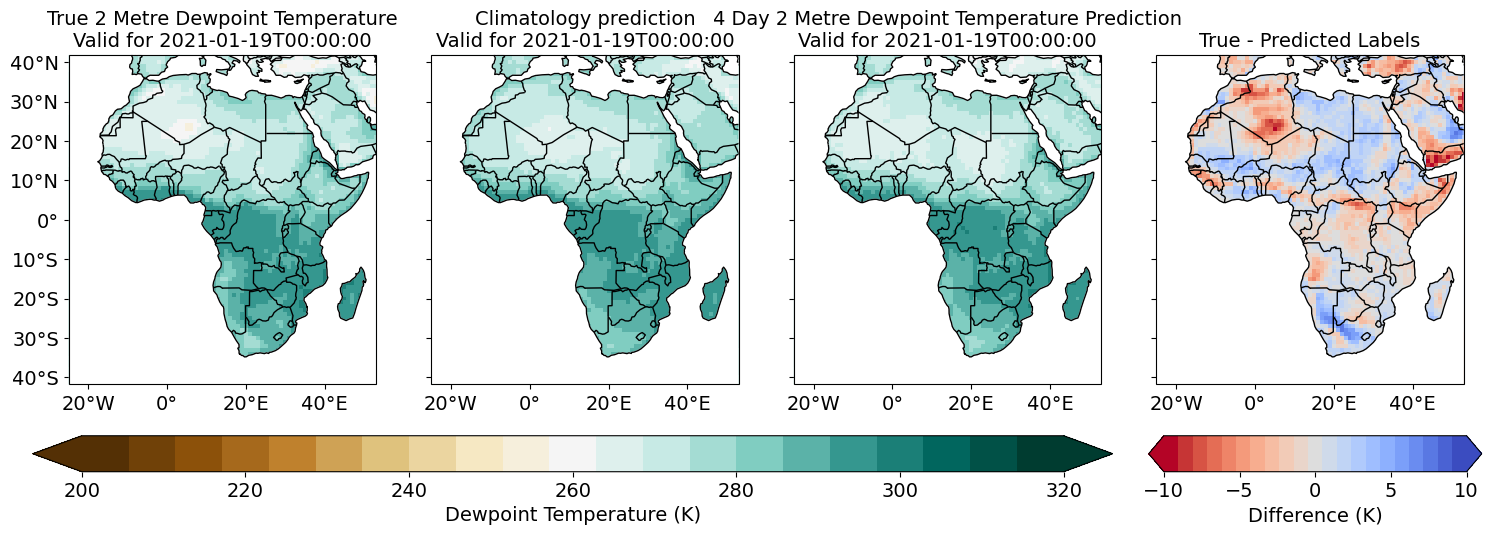 True 2 Metre Dewpoint Temperature
Valid for 2021-01-19T00:00:00
Climatology prediction
Valid for 2021-01-19T00:00:00
4 Day 2 Metre Dewpoint Temperature Prediction
Valid for 2021-01-19T00:00:00
True - Predicted Labels
40°N
30°N
20°N
10°N
0°
10°S
20°S
30°S
40°S
20°W 0° 20°E 40°E
20°W 0° 20°E 40°E
20°W 0° 20°E 40°E
20°W 0° 20°E 40°E
200 220 240 260 280 300 320
Dewpoint Temperature (K)
−10 −5 0 5 10
Difference (K)